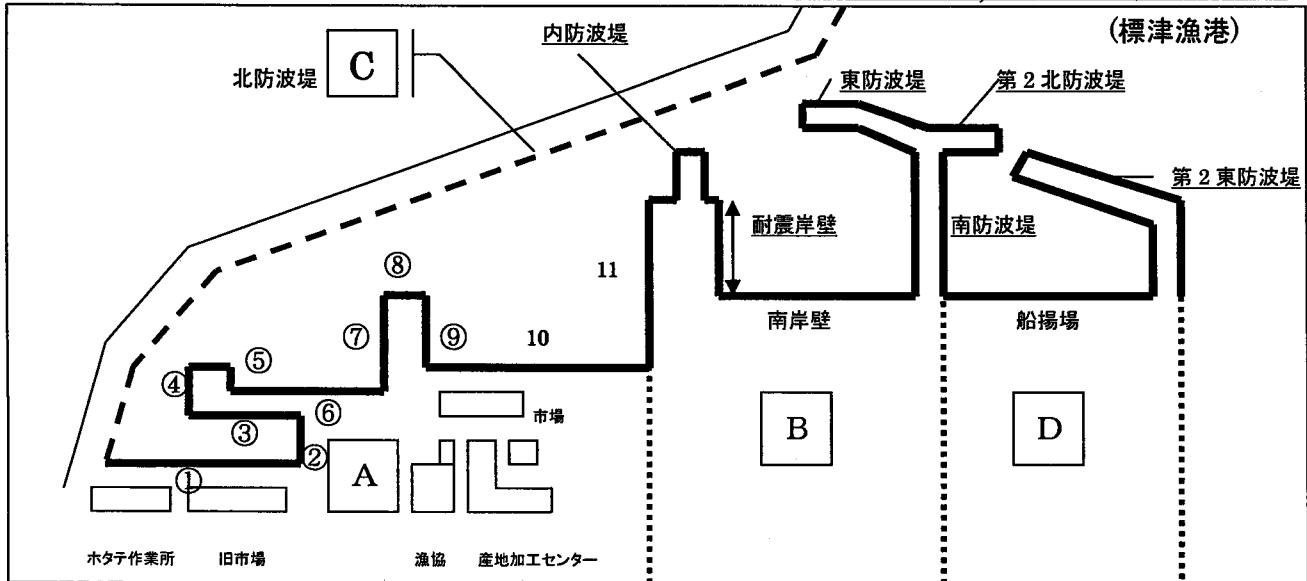 (標津漁港)
内防波堤
北防波堤
C
東防波堤
第2北防波堤
第2東防波堤
耐震岸壁
南防波堤
⑧
11
⑦
⑨
10
南岸壁
船揚場
⑤
④
⑥
③
市場
②
A
B
D
①
ホタテ作業所
旧市場
漁協
産地加工センター